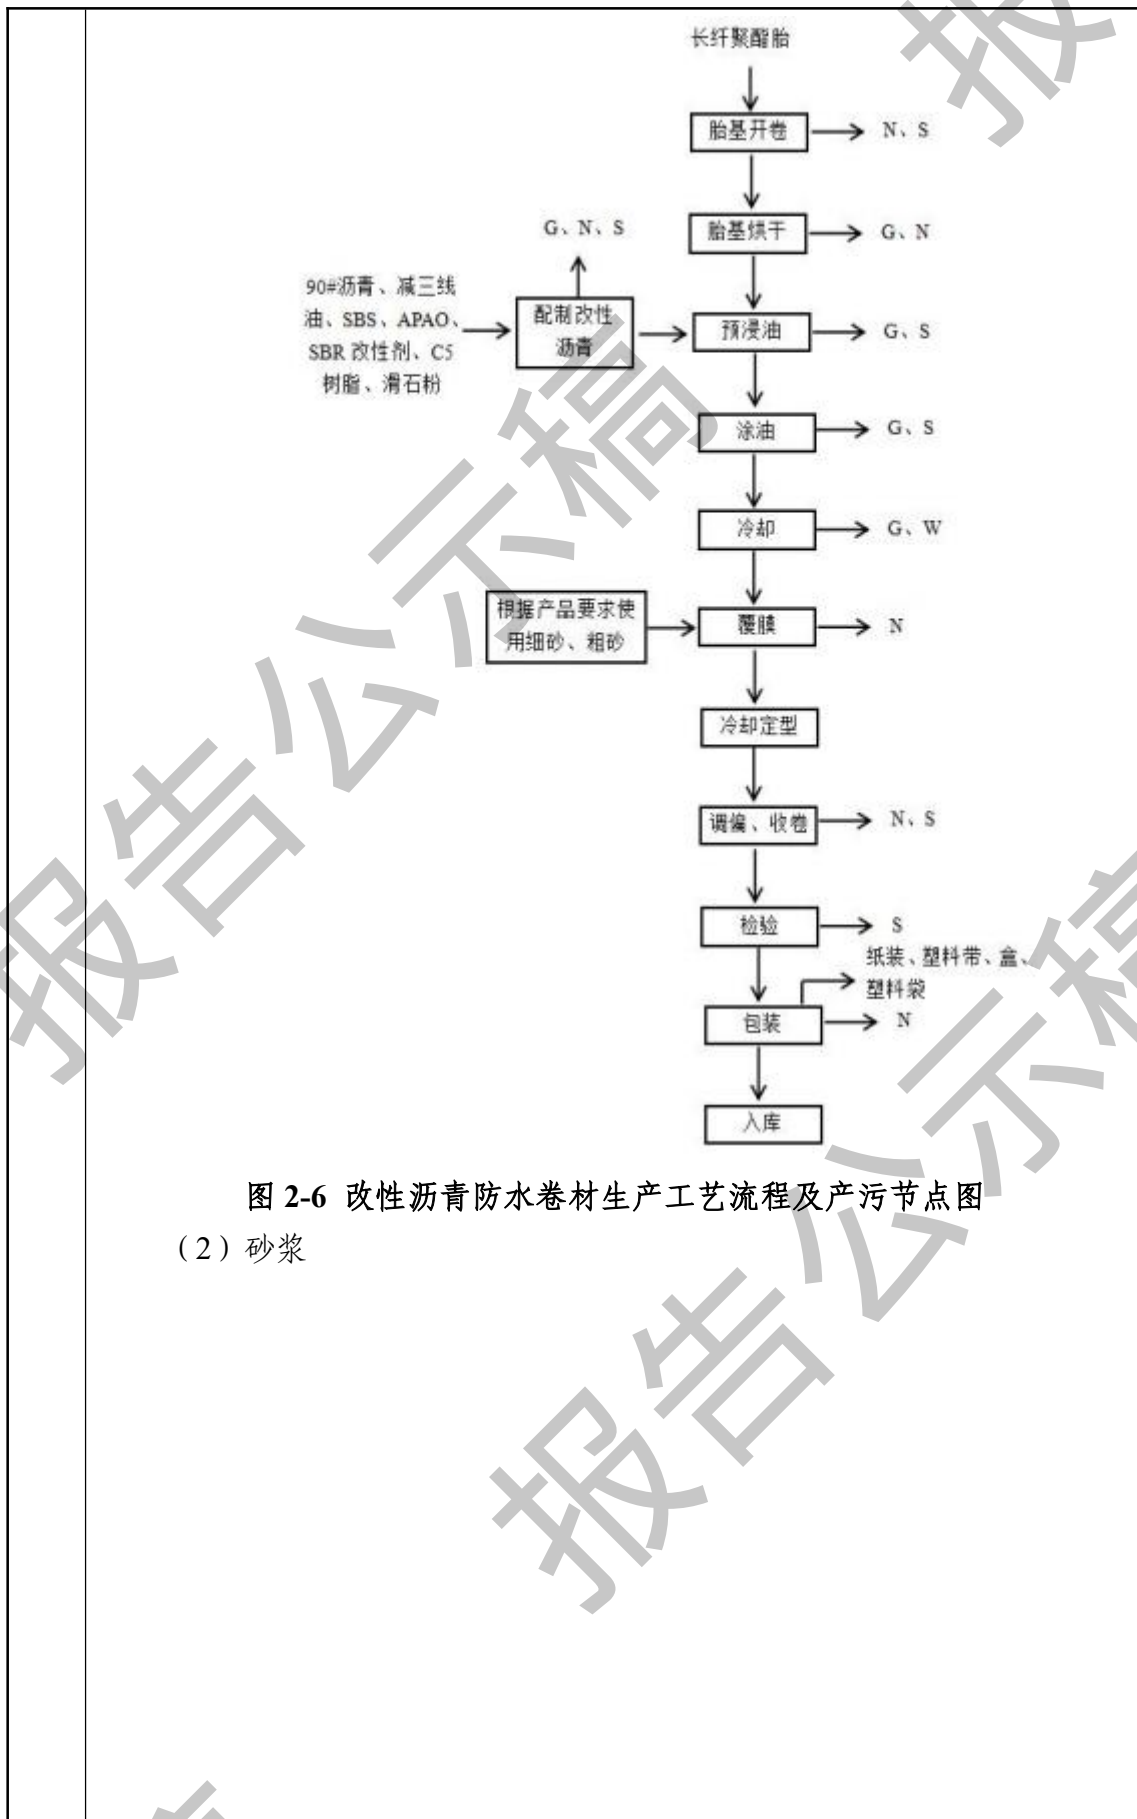 长纤聚酯胎
胎基开卷
N、S
G、N、S
胎基烘干
G、N
90#沥青、减三线
油、SBS、APAO、
SBR 改性剂、C5
树脂、滑石粉
配制改性
沥青
预浸油
G、S
涂油
G、S
冷却
G、W
根据产品要求使
用细砂、粗砂
覆膜
N
冷却定型
调偏、收卷
N、S
检验
S
纸装、塑料带、盒、
塑料袋
包装
N
入库
图 2-6 改性沥青防水卷材生产工艺流程及产污节点图
（2）砂浆
报告公示稿
报告公示稿
报
稿